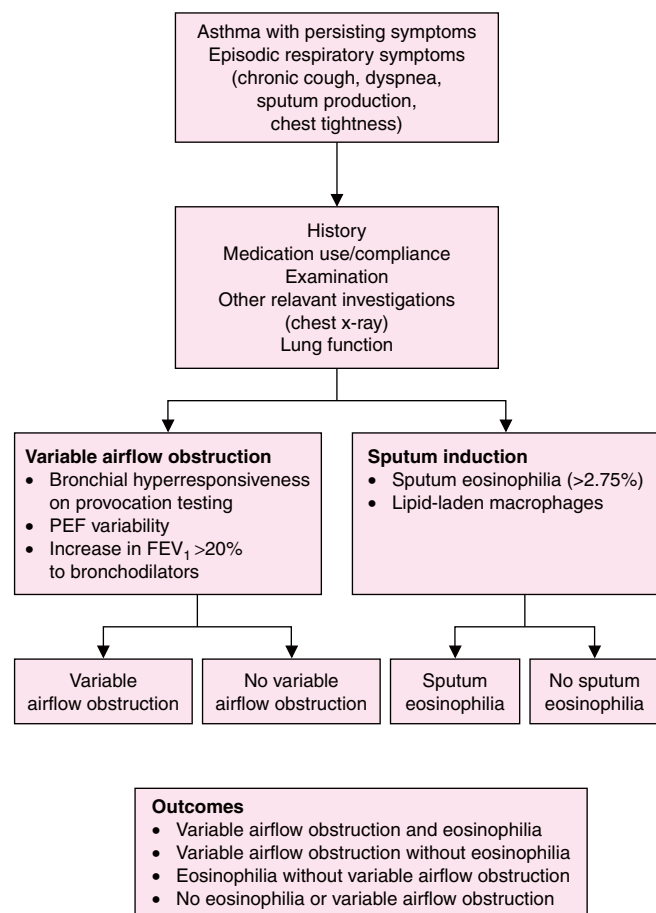 Asthma with persisting symptoms
Episodic respiratory symptoms
(chronic cough, dyspnea,
sputum production,
chest tightness)
History
Medication use/compliance
Examination
Other relavant investigations
(chest x-ray)
Lung function
Variable airflow obstruction
• Bronchial hyperresponsiveness
on provocation testing
• PEF variability
• Increase in FEV₁ >20%
to bronchodilators
Sputum induction
• Sputum eosinophilia (>2.75%)
• Lipid-laden macrophages
Variable
airflow obstruction
No variable
airflow obstruction
Sputum
eosinophilia
No sputum
eosinophilia
Outcomes
• Variable airflow obstruction and eosinophilia
• Variable airflow obstruction without eosinophilia
• Eosinophilia without variable airflow obstruction
• No eosinophilia or variable airflow obstruction